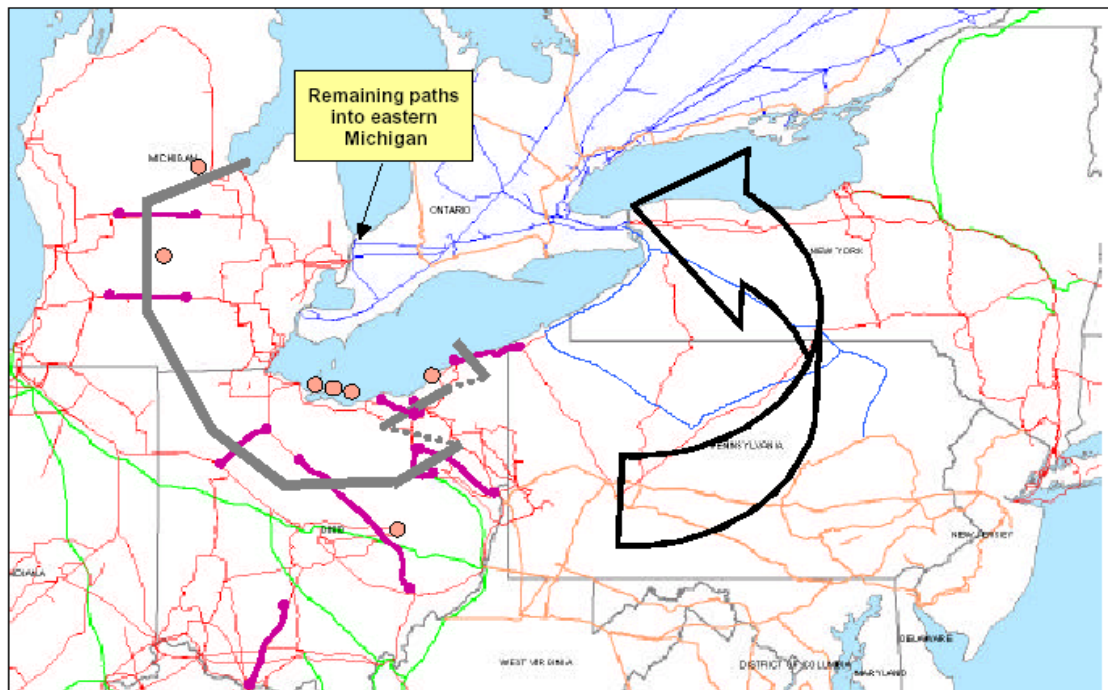 Remaining paths
into eastern
Michigan
MICHIGAN
ONTARIO
NEW YORK
PENNSYLVANIA
OHIO
NEW JERSEY
INDIANA
DELAWARE
WEST VIRGINIA
DISTRICT OF COLUMBIA
MARYLAND